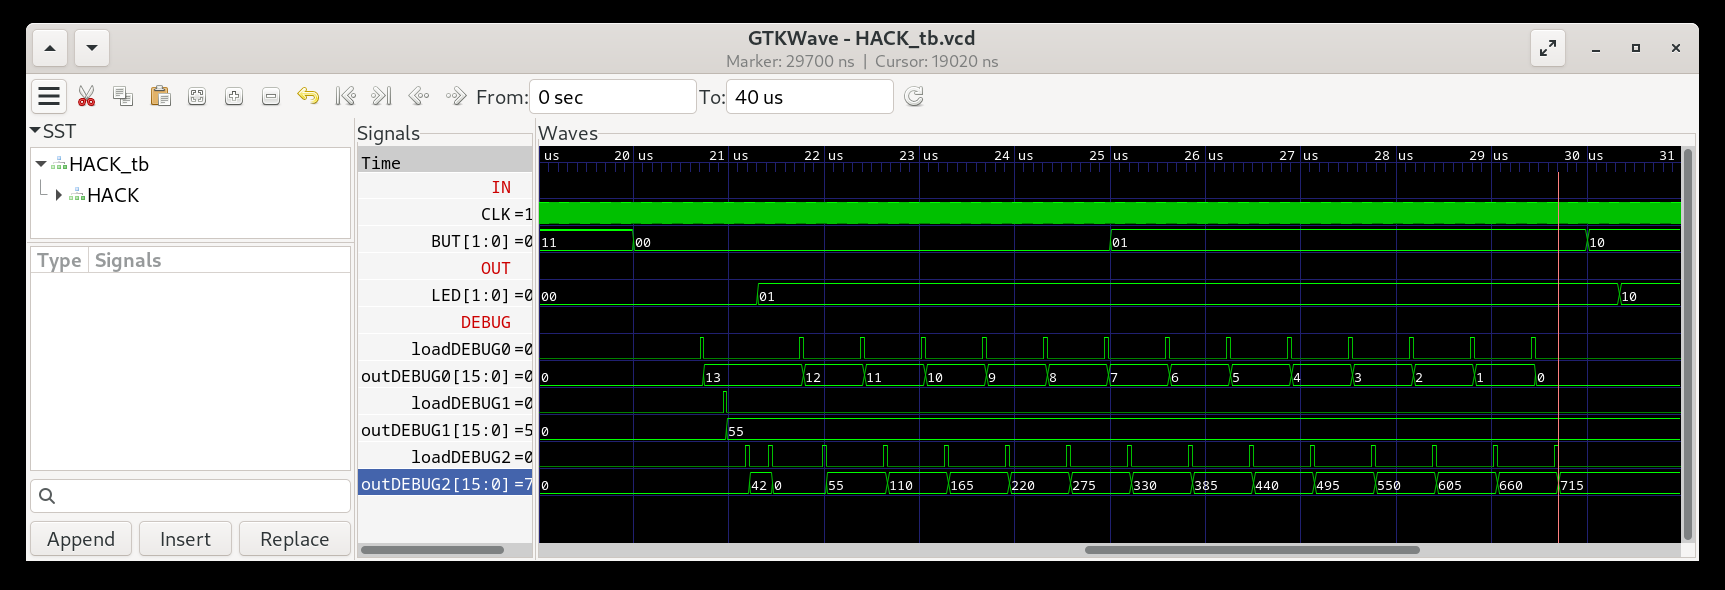 GTKWave - HACK_tb.vcd
Marker: 29700 ns | Cursor: 19020 ns
From: 0 sec To: 40 us
SST
HACK_tb
HACK
Type Signals
Append Insert Replace
Signals
Time
IN
CLK=1
BUT[1:0]=0
OUT
LED[1:0]=0
DEBUG
loadDEBUG0=0
outDEBUG0[15:0]=0
loadDEBUG1=0
outDEBUG1[15:0]=5
loadDEBUG2=0
outDEBUG2[15:0]=7
Waves
us 20 us 21 us 22 us 23 us 24 us 25 us 26 us 27 us 28 us 29 us 30 us 31
11 00 01 10
00 01 10
0 13 12 11 10 9 8 7 6 5 4 3 2 1 0
0 55
0 42 0 55 110 165 220 275 330 385 440 495 550 605 660 715